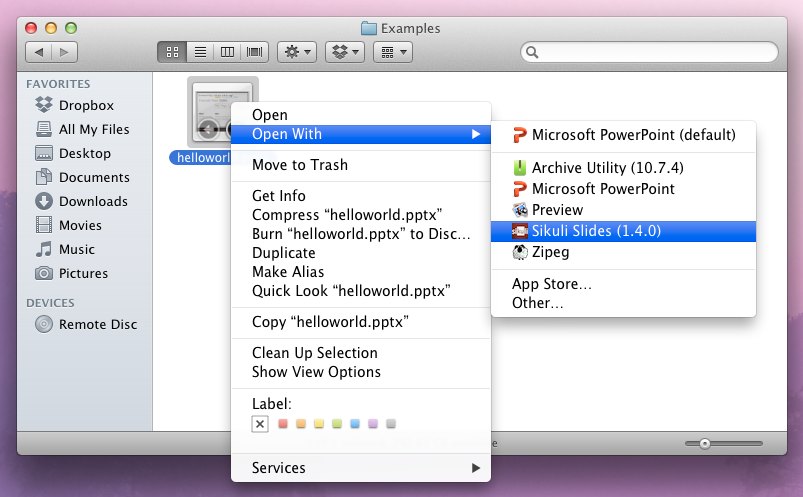 Examples
FAVORITES
Dropbox
All My Files
Desktop
Documents
Downloads
Movies
Music
Pictures
DEVICES
Remote Disc
Open
Open With
Move to Trash
Get Info
Compress “helloworld.pptx”
Burn “helloworld.pptx” to Disc…
Duplicate
Make Alias
Quick Look “helloworld.pptx”
Copy “helloworld.pptx”
Clean Up Selection
Show View Options
Label:
Services
Microsoft PowerPoint (default)
Archive Utility (10.7.4)
Microsoft PowerPoint
Preview
Sikuli Slides (1.4.0)
Zipeg
App Store…
Other…